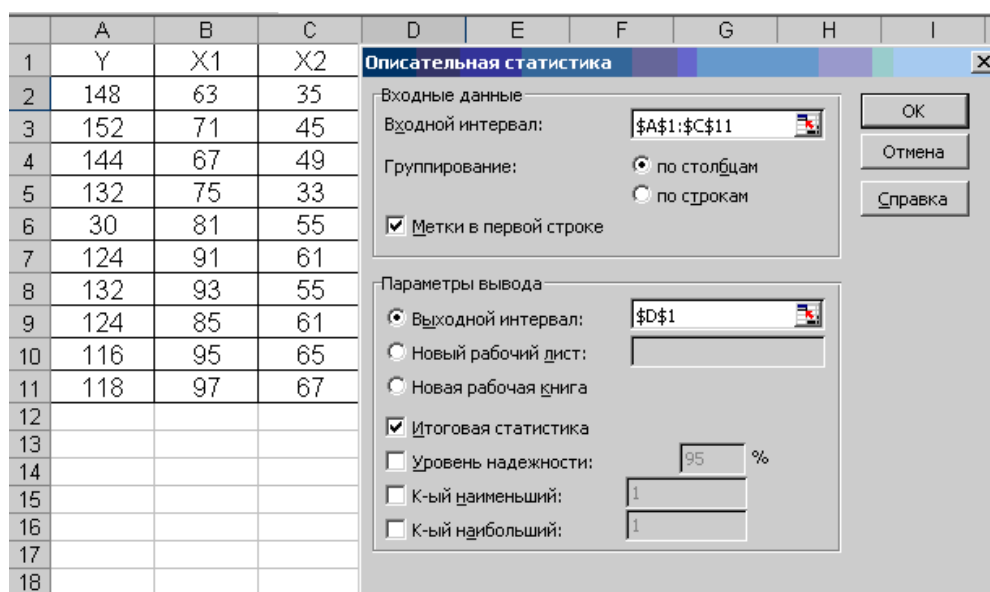 A B C D E F G H I
1 Y X1 X2 Описательная статистика
2 148 63 35 Входные данные
3 152 71 45 Входной интервал: $A$1:$C$11 ОК
4 144 67 49 Группирование: по столбцам Отмена
5 132 75 33 по строкам Справка
6 30 81 55 Метки в первой строке
7 124 91 61
8 132 93 55 Параметры вывода
9 124 85 61 Выходной интервал: $D$1
10 116 95 65 Новый рабочий лист:
11 118 97 67 Новая рабочая книга
12 Итоговая статистика
13
14 Уровень надежности: 95 %
15 К-ый наименьший: 1
16 К-ый наибольший: 1
17
18